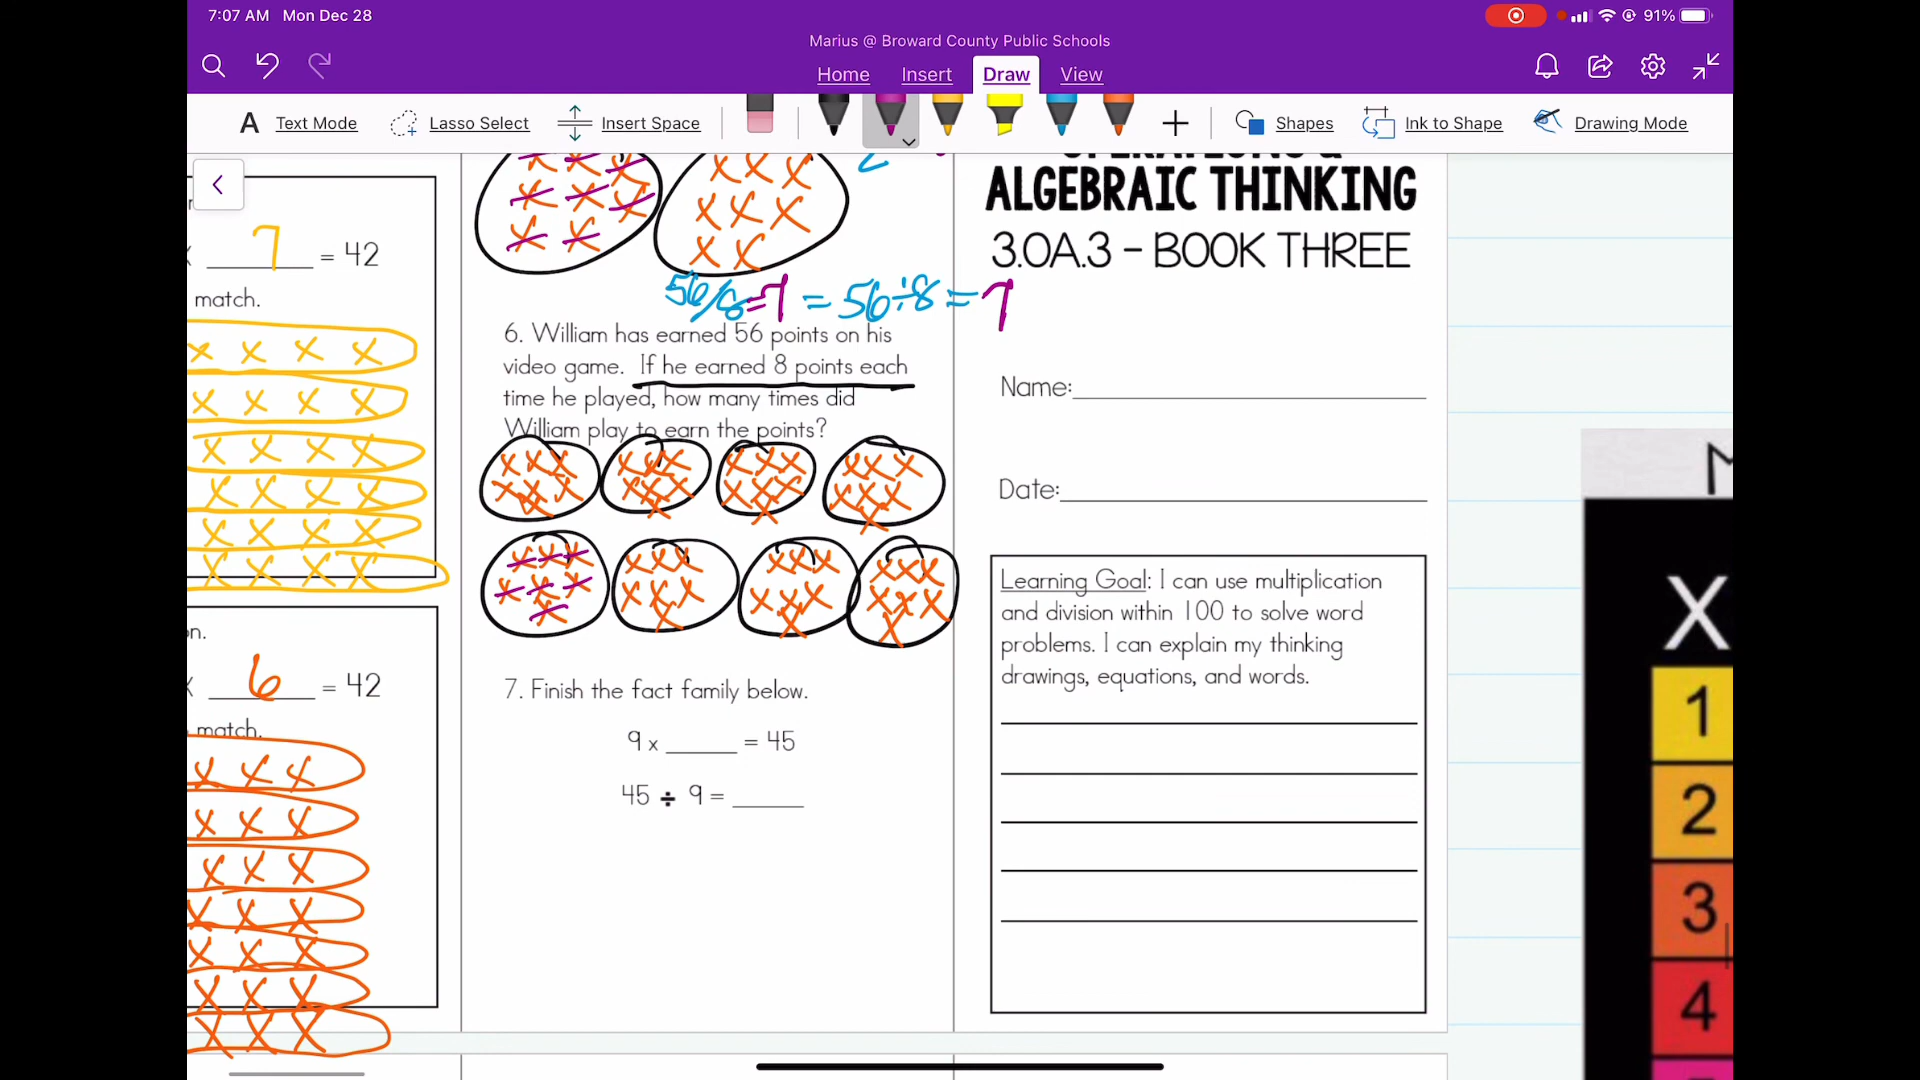 7:07 AM Mon Dec 28
91%
Marius @ Broward County Public Schools
Home Insert Draw View
A Text Mode Lasso Select Insert Space Shapes Ink to Shape Drawing Mode
7 = 42
match.
6 = 42
match.
56/8=7 = 56÷8 = 7
6. William has earned 56 points on his
video game. If he earned 8 points each
time he played, how many times did
William play to earn the points?
7. Finish the fact family below.
9 x ______ = 45
45 ÷ 9 = ______
ALGEBRAIC THINKING
3.OA.3 – BOOK THREE
Name:
Date:
Learning Goal: I can use multiplication
and division within 100 to solve word
problems. I can explain my thinking
drawings, equations, and words.
X
1
2
3
4